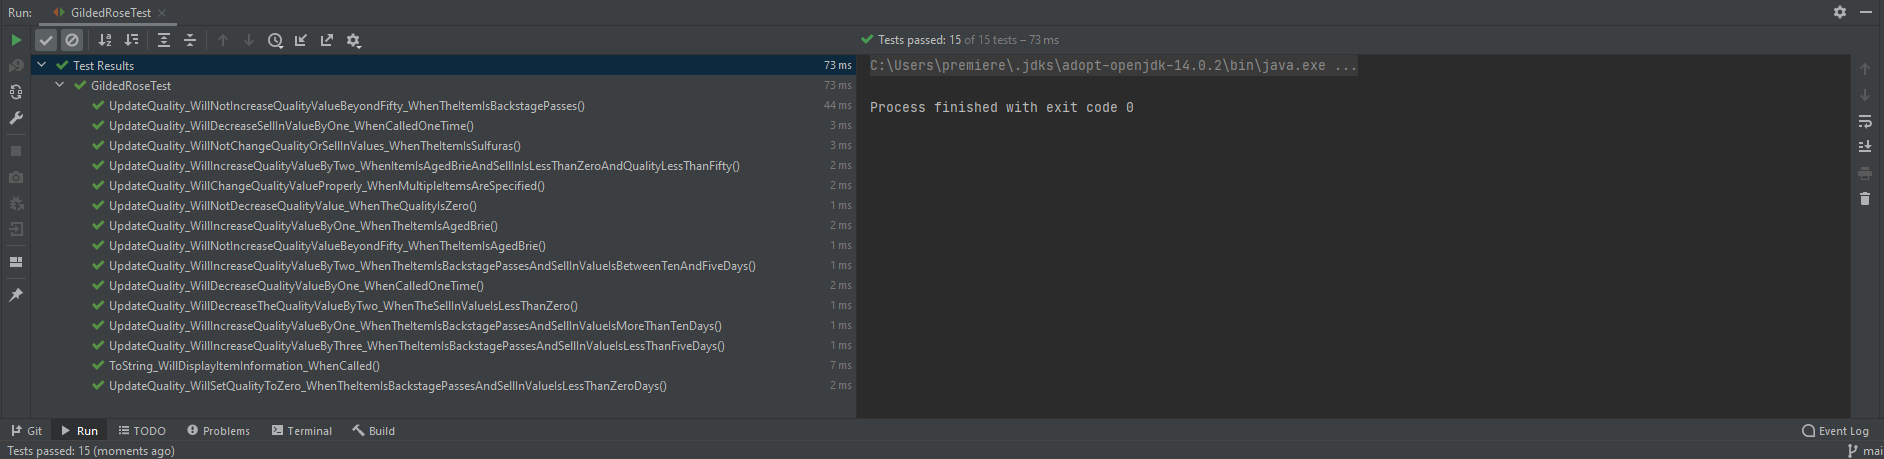 Run: GildedRoseTest
Tests passed: 15 of 15 tests – 73 ms
Test Results 73 ms
GildedRoseTest 73 ms
UpdateQuality_WillNotIncreaseQualityValueBeyondFifty_WhenTheItemIsBackstagePasses() 44 ms
UpdateQuality_WillDecreaseSellInValueByOne_WhenCalledOneTime() 3 ms
UpdateQuality_WillNotChangeQualityOrSellInValues_WhenTheItemIsSulfuras() 3 ms
UpdateQuality_WillIncreaseQualityValueByTwo_WhenItemIsAgedBrieAndSellInIsLessThanZeroAndQualityLessThanFifty() 2 ms
UpdateQuality_WillChangeQualityValueProperly_WhenMultipleItemsAreSpecified() 2 ms
UpdateQuality_WillNotDecreaseQualityValue_WhenTheQualityIsZero() 1 ms
UpdateQuality_WillIncreaseQualityValueByOne_WhenTheItemIsAgedBrie() 2 ms
UpdateQuality_WillNotIncreaseQualityValueBeyondFifty_WhenTheItemIsAgedBrie() 1 ms
UpdateQuality_WillIncreaseQualityValueByTwo_WhenTheItemIsBackstagePassesAndSellInValueIsBetweenTenAndFiveDays() 1 ms
UpdateQuality_WillDecreaseQualityValueByOne_WhenCalledOneTime() 2 ms
UpdateQuality_WillDecreaseTheQualityValueByTwo_WhenTheSellInValueIsLessThanZero() 1 ms
UpdateQuality_WillIncreaseQualityValueByOne_WhenTheItemIsBackstagePassesAndSellInValueIsMoreThanTenDays() 1 ms
UpdateQuality_WillIncreaseQualityValueByThree_WhenTheItemIsBackstagePassesAndSellInValueIsLessThanFiveDays() 1 ms
ToString_WillDisplayItemInformation_WhenCalled() 7 ms
UpdateQuality_WillSetQualityToZero_WhenTheItemIsBackstagePassesAndSellInValueIsLessThanZeroDays() 2 ms
C:\Users\premiere\.jdks\adopt-openjdk-14.0.2\bin\java.exe ...
Process finished with exit code 0
Git Run TODO Problems Terminal Build Event Log
Tests passed: 15 (moments ago) mai